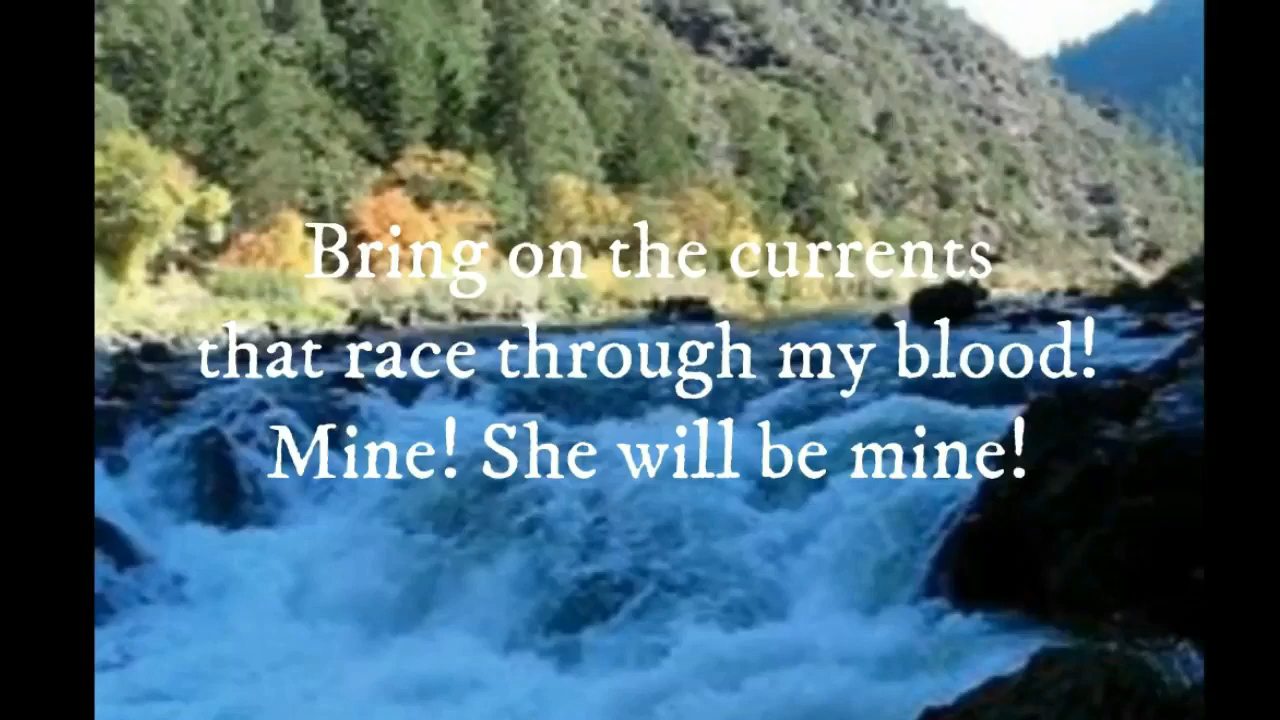 Bring on the currents
that race through my blood!
Mine! She will be mine!